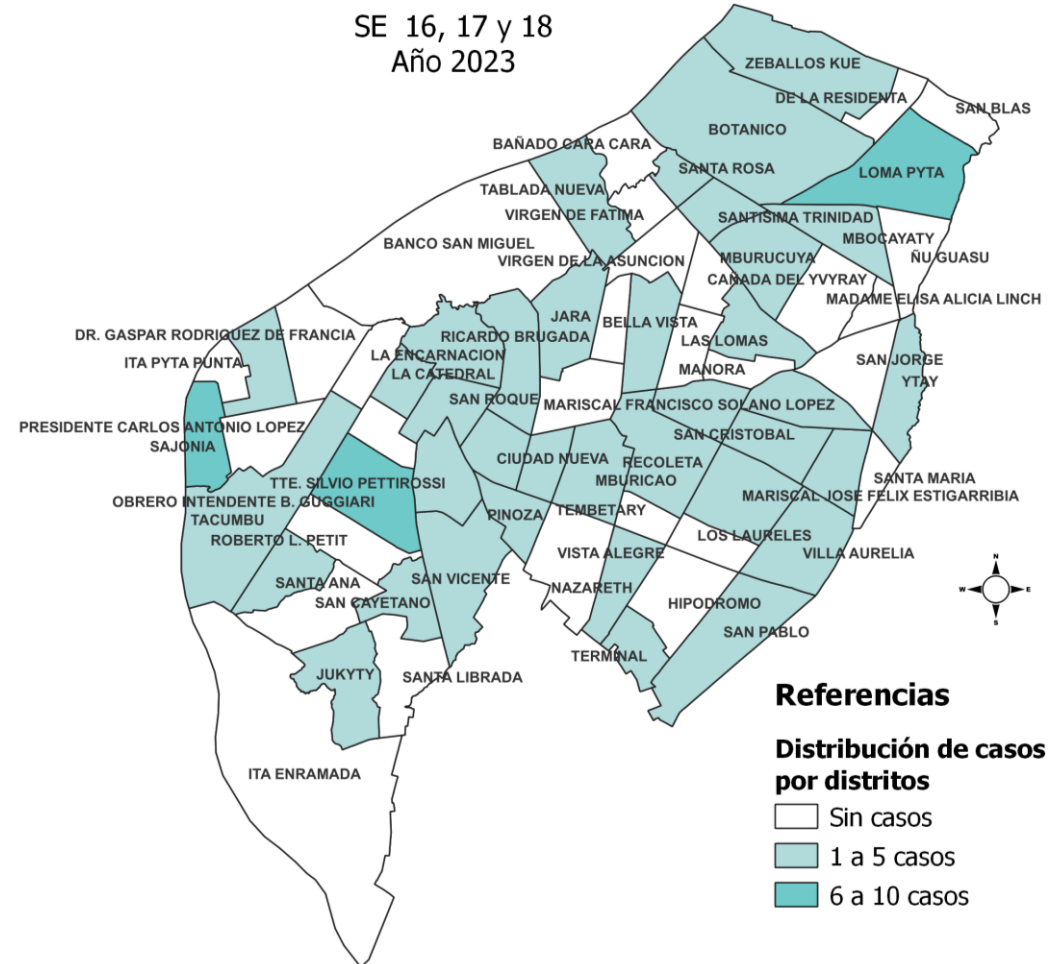 SE 16, 17 y 18
Año 2023
ZEBALLOS KUE
DE LA RESIDENTA
SAN BLAS
BOTANICO
BAÑADO CARA CARA
SANTA ROSA
LOMA PYTA
TABLADA NUEVA
VIRGEN DE FATIMA
SANTISIMA TRINIDAD
MBOCAYATY
BANCO SAN MIGUEL
VIRGEN DE LA ASUNCION
MBURUCUYA
ÑU GUASU
CAÑADA DEL YVYRAY
MADAME ELISA ALICIA LINCH
JARA
BELLA VISTA
DR. GASPAR RODRIGUEZ DE FRANCIA
RICARDO BRUGADA
LAS LOMAS
ITA PYTA PUNTA
LA ENCARNACION
SAN JORGE
LA CATEDRAL
MANORA
YTAY
SAN ROQUE
MARISCAL FRANCISCO SOLANO LOPEZ
PRESIDENTE CARLOS ANTONIO LOPEZ
SAJONIA
SAN CRISTOBAL
CIUDAD NUEVA
RECOLETA
MBURICAO
SANTA MARIA
TTE. SILVIO PETTIROSSI
MARISCAL JOSE FELIX ESTIGARRIBIA
OBRERO INTENDENTE B. GUGGIARI
TACUMBU
PINOZA
TEMBETARY
LOS LAURELES
ROBERTO L. PETIT
VISTA ALEGRE
VILLA AURELIA
SANTA ANA
SAN VICENTE
NAZARETH
SAN CAYETANO
HIPODROMO
SAN PABLO
TERMINAL
JUKYTY
SANTA LIBRADA
ITA ENRAMADA
N
W
E
S
Referencias
Distribución de casos
por distritos
Sin casos
1 a 5 casos
6 a 10 casos